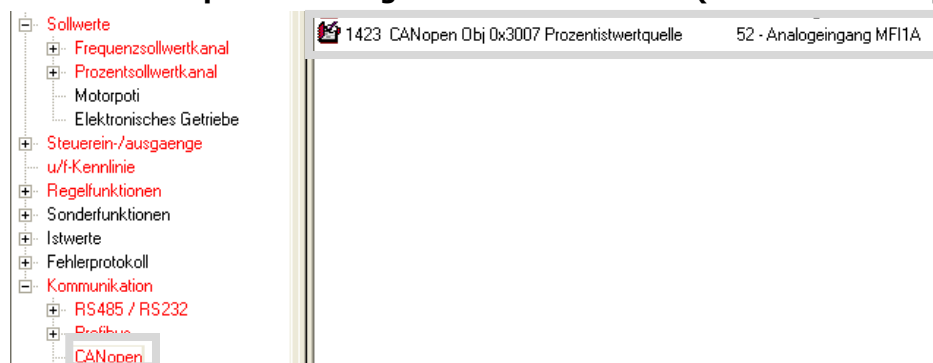 Sollwerte
Frequenzsollwertkanal
Prozentsollwertkanal
Motorpoti
Elektronisches Getriebe
Steuerein-/ausgaenge
u/f-Kennlinie
Regelfunktionen
Sonderfunktionen
Istwerte
Fehlerprotokoll
Kommunikation
RS485 / RS232
Profibus
CANopen
1423 CANopen Obj 0x3007 Prozentistwertquelle 52 - Analogeingang MFI1A